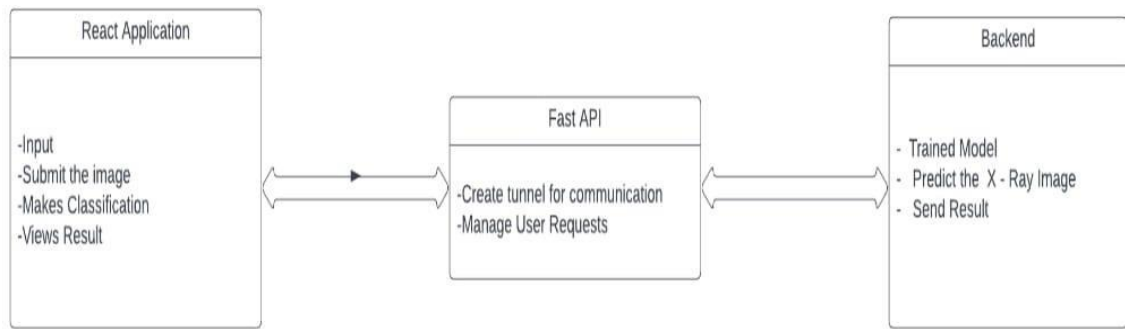 React Application
-Input
-Submit the image
-Makes Classification
-Views Result
Fast API
-Create tunnel for communication
-Manage User Requests
Backend
- Trained Model
- Predict the X - Ray Image
- Send Result